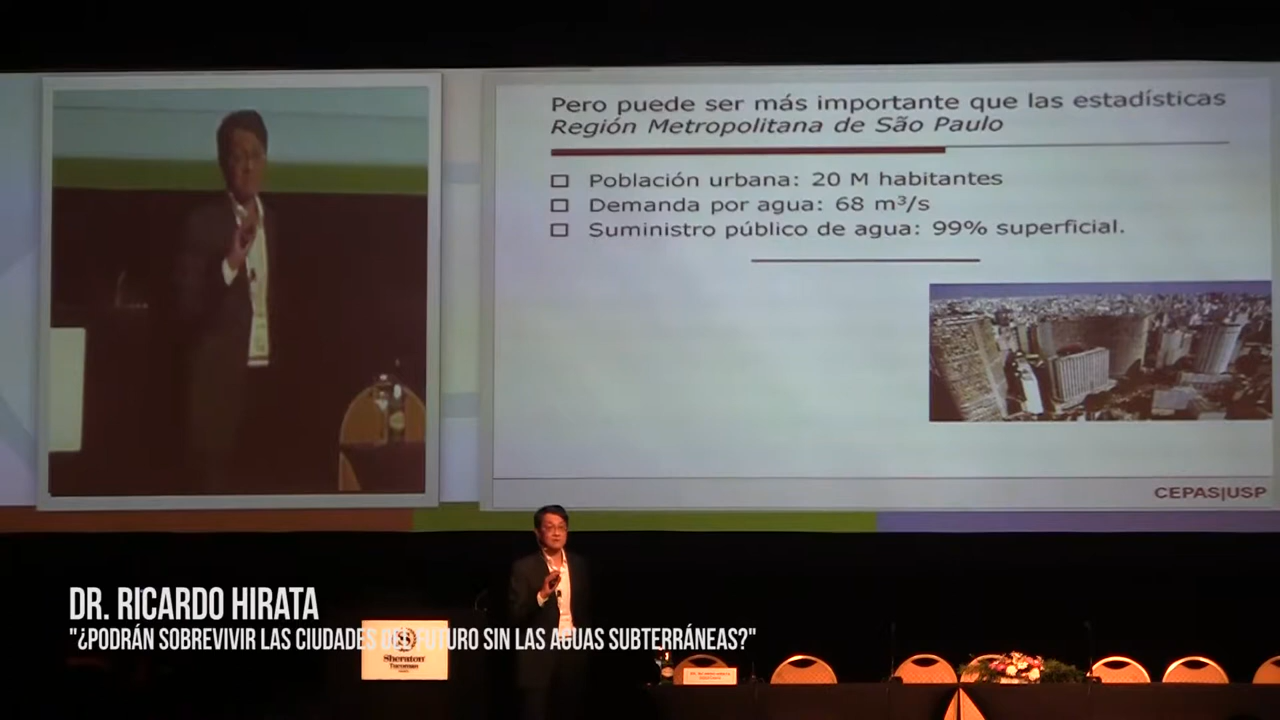 Pero puede ser más importante que las estadísticas
Región Metropolitana de São Paulo
Población urbana: 20 M habitantes
Demanda por agua: 68 m³/s
Suministro público de agua: 99% superficial.
CEPAS|USP
DR. RICARDO HIRATA
"¿PODRÁN SOBREVIVIR LAS CIUDADES DEL FUTURO SIN LAS AGUAS SUBTERRÁNEAS?"
Sheraton
Tucuman